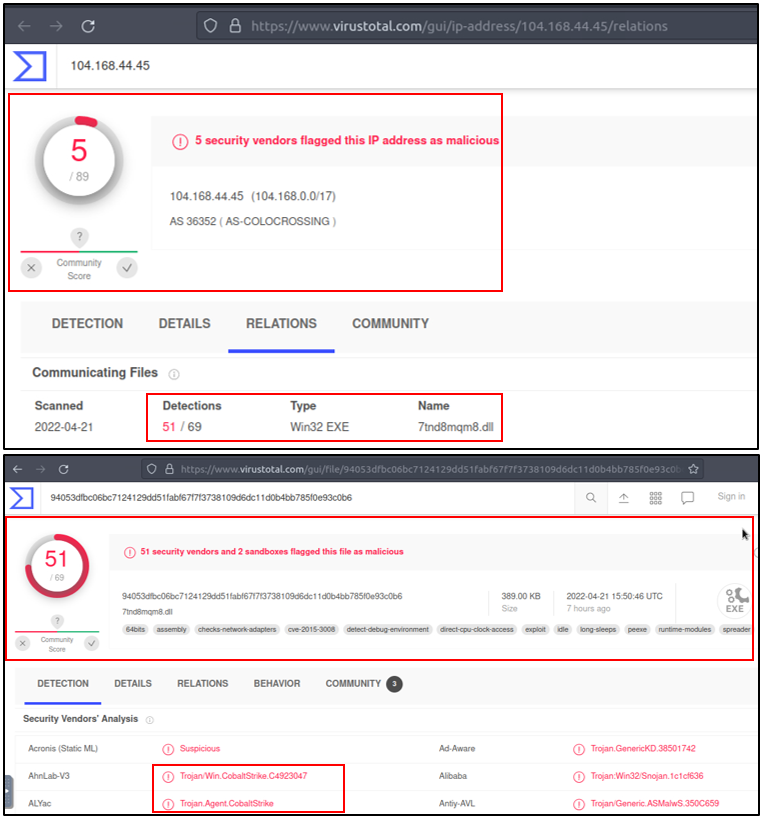 https://www.virustotal.com/gui/ip-address/104.168.44.45/relations
104.168.44.45
5
/ 89
5 security vendors flagged this IP address as malicious
104.168.44.45 (104.168.0.0/17)
AS 36352 ( AS-COLOCROSSING )
?
Community
Score
DETECTION DETAILS RELATIONS COMMUNITY
Communicating Files
Scanned Detections Type Name
2022-04-21 51 / 69 Win32 EXE 7tnd8mqm8.dll
https://www.virustotal.com/gui/file/94053dfbc06bc7124129dd51fabf67f7f3738109d6dc11d0b4bb785f0e93c0b
94053dfbc06bc7124129dd51fabf67f7f3738109d6dc11d0b4bb785f0e93c0b6
Sign in
51
/ 69
51 security vendors and 2 sandboxes flagged this file as malicious
94053dfbc06bc7124129dd51fabf67f7f3738109d6dc11d0b4bb785f0e93c0b6
7tnd8mqm8.dll
389.00 KB
Size
2022-04-21 15:50:46 UTC
7 hours ago
EXE
?
Community
Score
64bits assembly checks-network-adapters cve-2015-3008 detect-debug-environment direct-cpu-clock-access exploit idle long-sleeps peexe runtime-modules spreader
DETECTION DETAILS RELATIONS BEHAVIOR COMMUNITY 3
Security Vendors' Analysis
Acronis (Static ML) Suspicious Ad-Aware Trojan.GenericKD.38501742
AhnLab-V3 Trojan/Win.CobaltStrike.C4923047 Alibaba Trojan:Win32/Snojan.1c1cf636
ALYac Trojan.Agent.CobaltStrike Antiy-AVL Trojan/Generic.ASMalwS.350C659